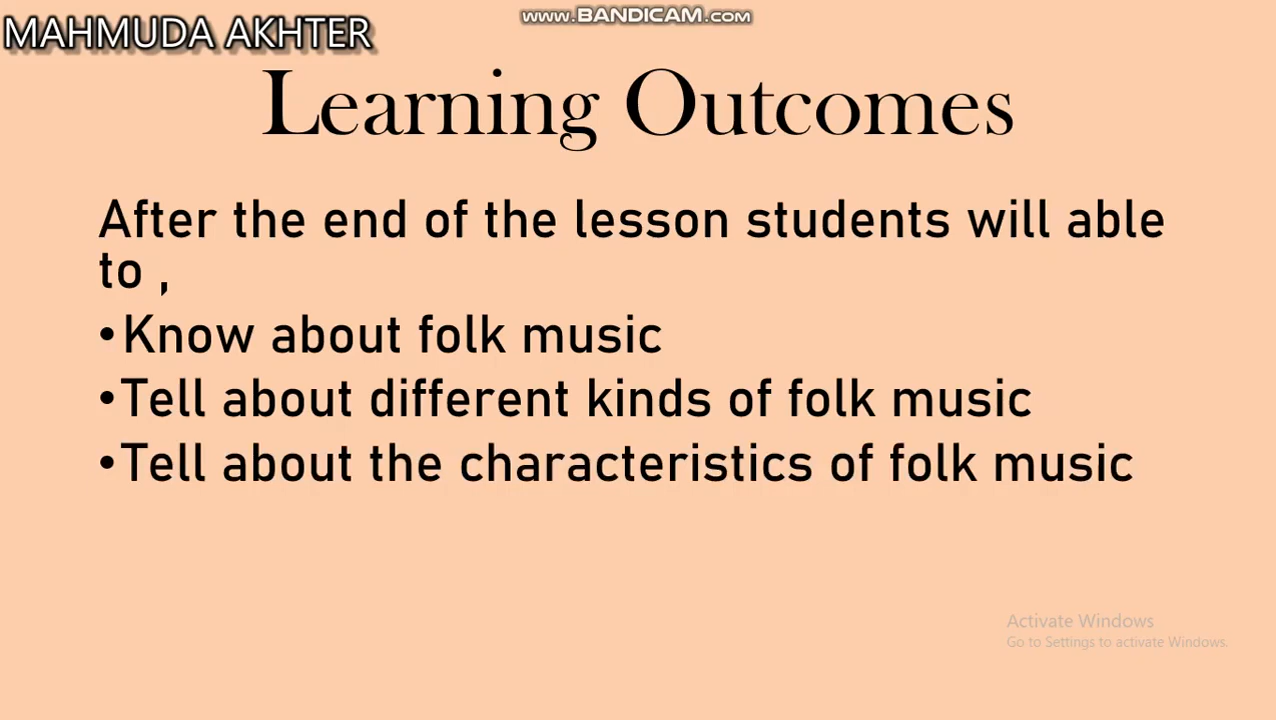 www.BANDICAM.com
MAHMUDA AKHTER
Learning Outcomes
After the end of the lesson students will able
to ,
•Know about folk music
•Tell about different kinds of folk music
•Tell about the characteristics of folk music
Activate Windows
Go to Settings to activate Windows.